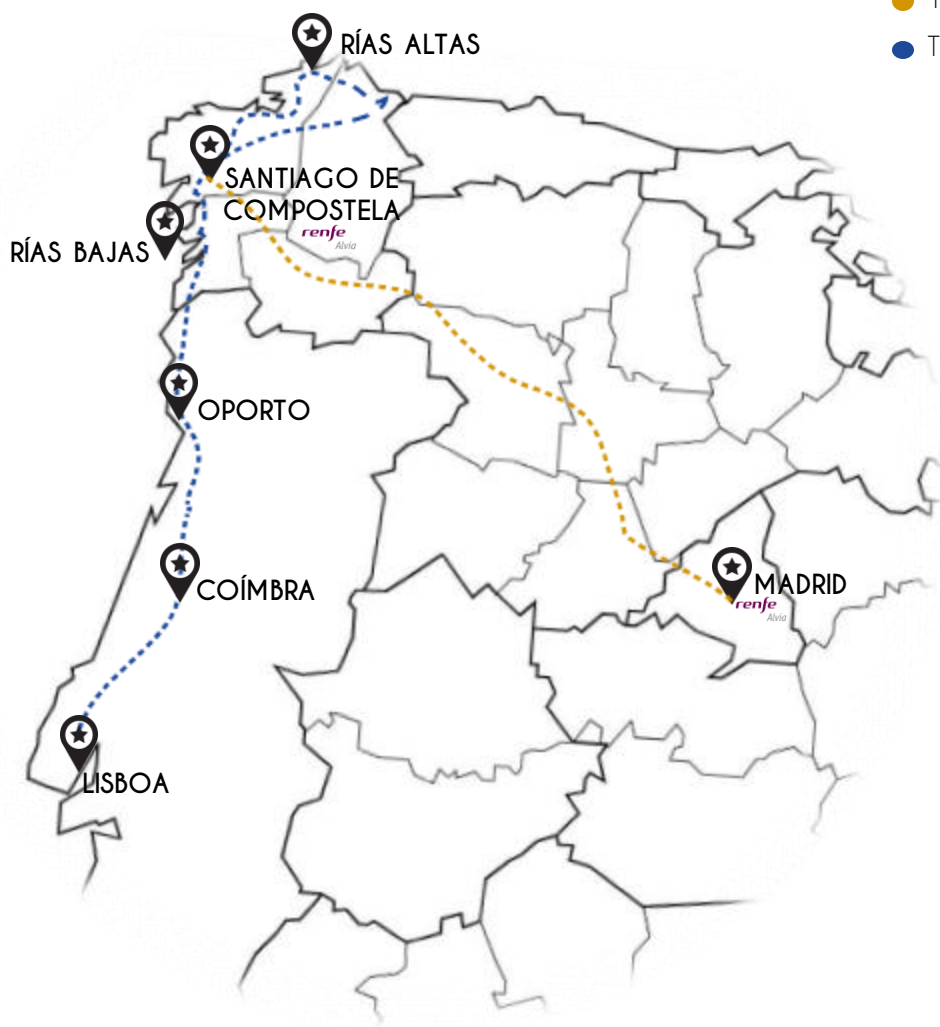 RÍAS ALTAS
SANTIAGO DE
COMPOSTELA
renfe
Alvia
RÍAS BAJAS
OPORTO
COÍMBRA
MADRID
renfe
Alvia
LISBOA